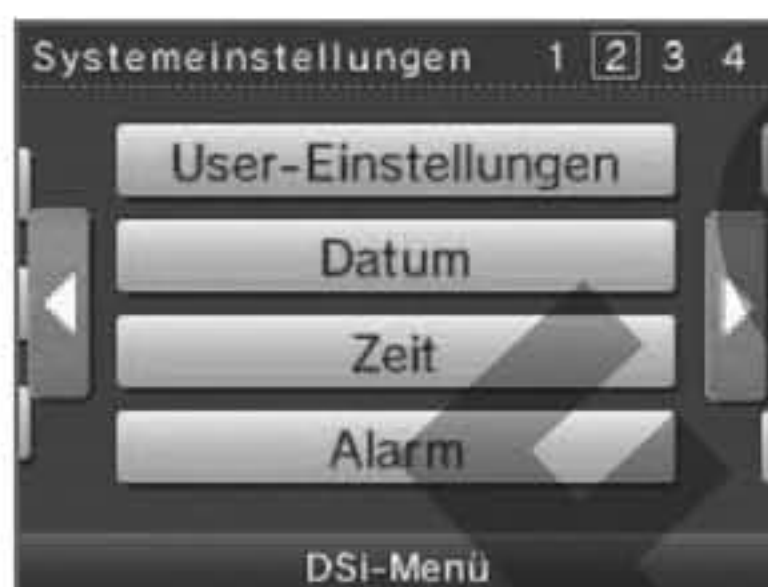 Systemeinstellungen 1 2 3 4
User-Einstellungen
Datum
Zeit
Alarm
DSi-Menü